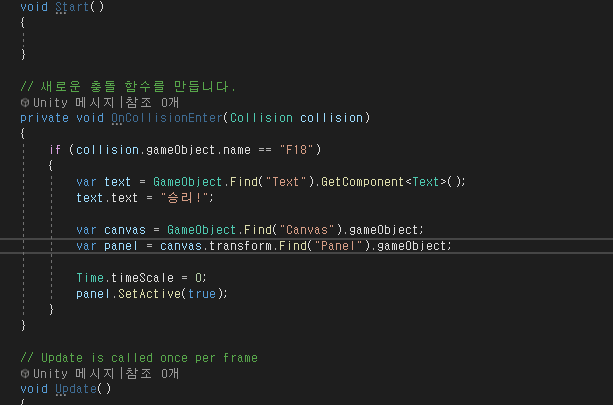 void Start()
{
}
// 새로운 충돌 함수를 만듭니다.
Unity 메시지|참조 0개
private void OnCollisionEnter(Collision collision)
{
if (collision.gameObject.name == "F18")
{
var text = GameObject.Find("Text").GetComponent<Text>();
text.text = "승리!";
var canvas = GameObject.Find("Canvas").gameObject;
var panel = canvas.transform.Find("Panel").gameObject;
Time.timeScale = 0;
panel.SetActive(true);
}
}
// Update is called once per frame
Unity 메시지|참조 0개
void Update()
{